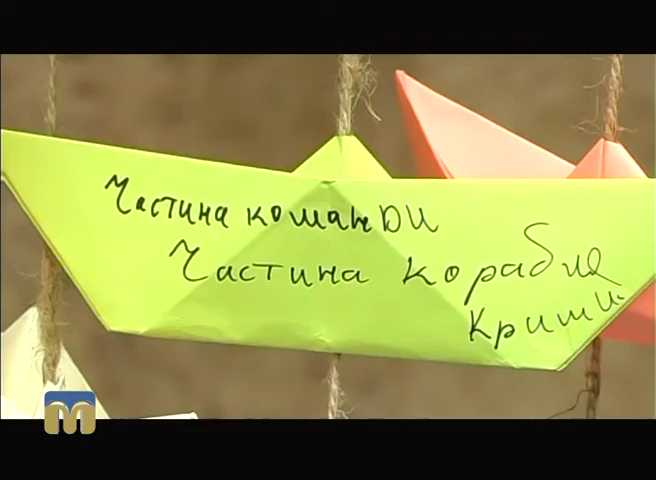 Частина команди
Частина корабля
Криши